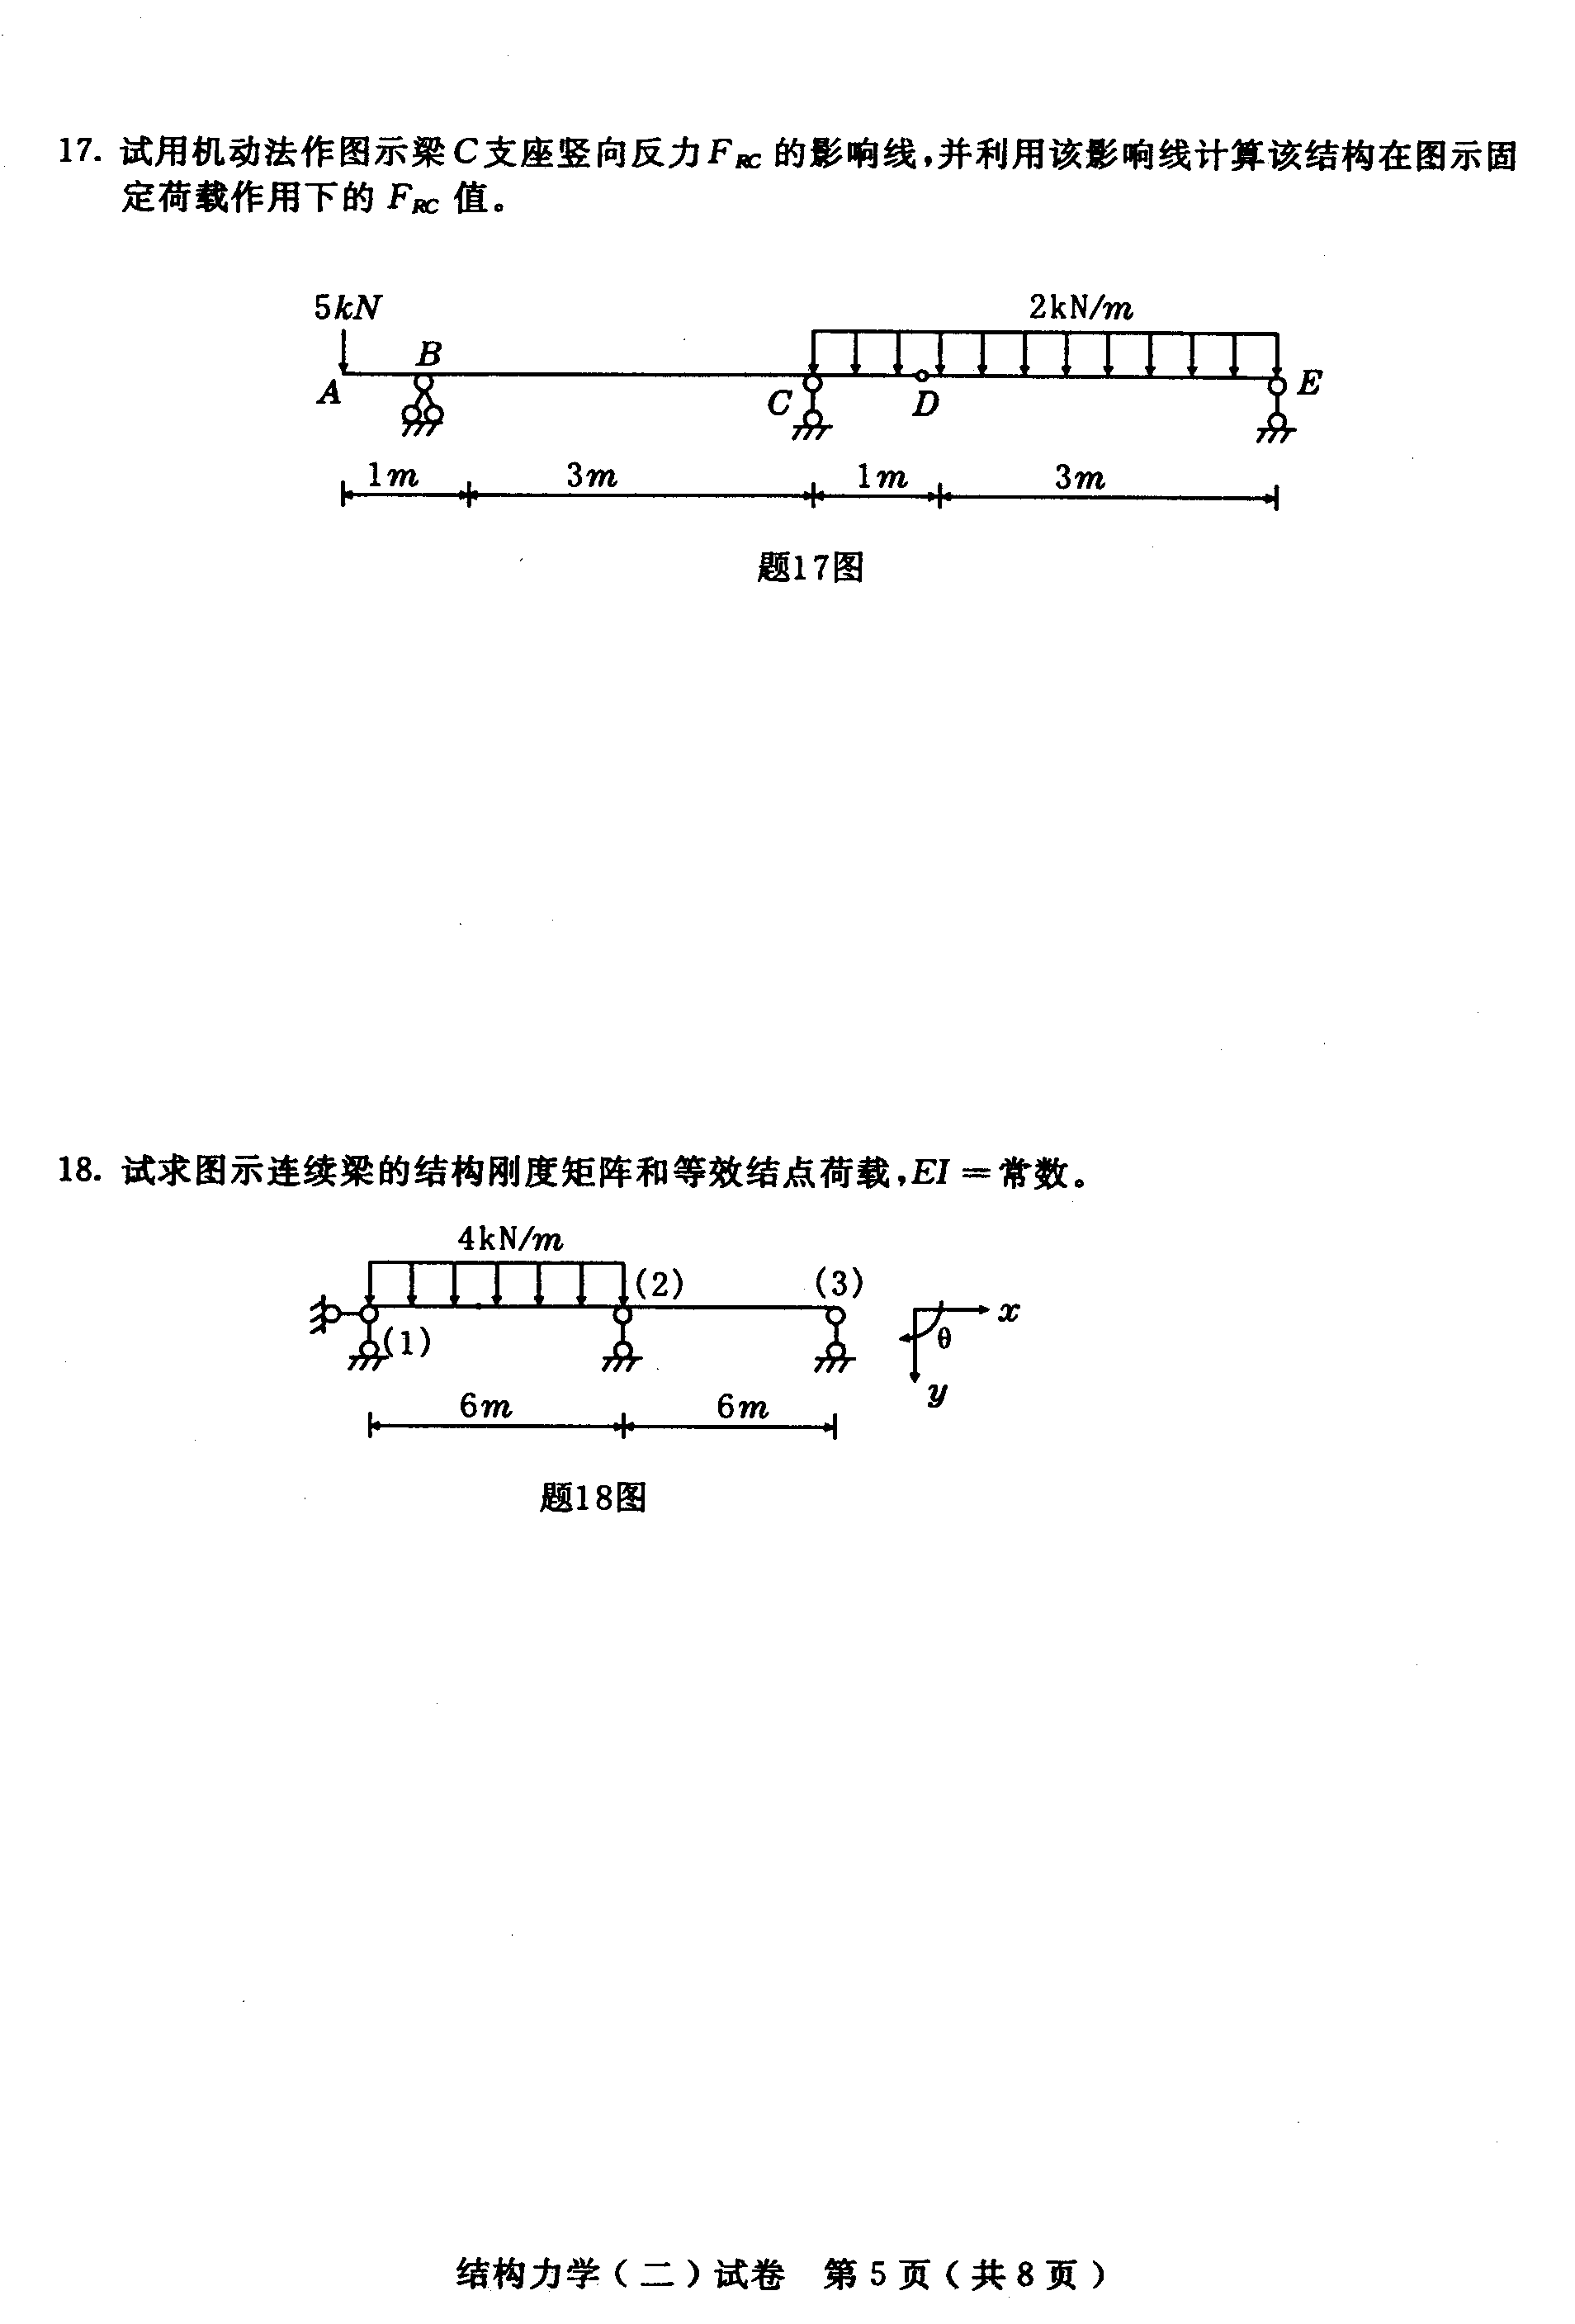 17. 试用机动法作图示梁C支座竖向反力F_RC的影响线,并利用该影响线计算该结构在图示固
定荷载作用下的 F_RC 值。
5kN
2kN/m
B
A
C
D
E
1m
3m
1m
3m
题17图
18. 试求图示连续梁的结构刚度矩阵和等效结点荷载,EI=常数。
4kN/m
(2)
(3)
(1)
x
θ
y
6m
6m
题18图
结构力学(二)试卷 第5页(共8页)